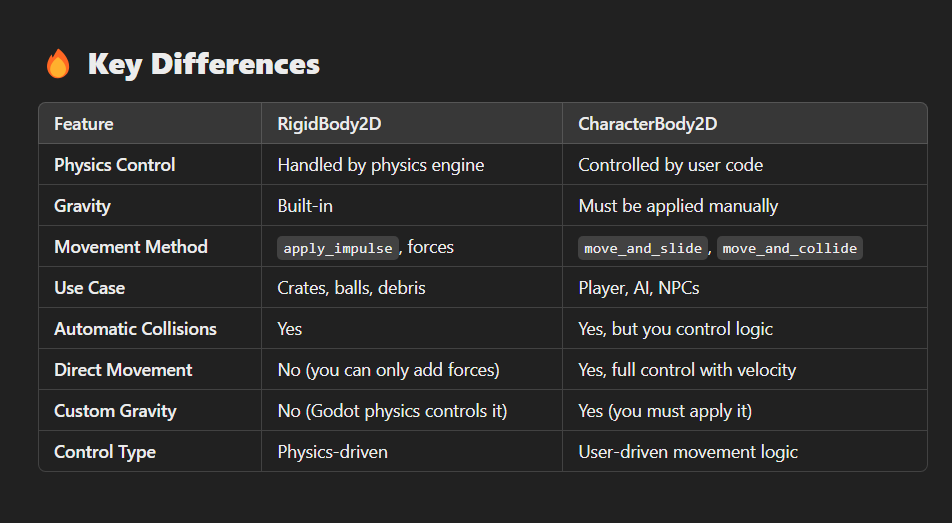 🔥 Key Differences
Feature RigidBody2D CharacterBody2D
Physics Control Handled by physics engine Controlled by user code
Gravity Built-in Must be applied manually
Movement Method apply_impulse, forces move_and_slide, move_and_collide
Use Case Crates, balls, debris Player, AI, NPCs
Automatic Collisions Yes Yes, but you control logic
Direct Movement No (you can only add forces) Yes, full control with velocity
Custom Gravity No (Godot physics controls it) Yes (you must apply it)
Control Type Physics-driven User-driven movement logic